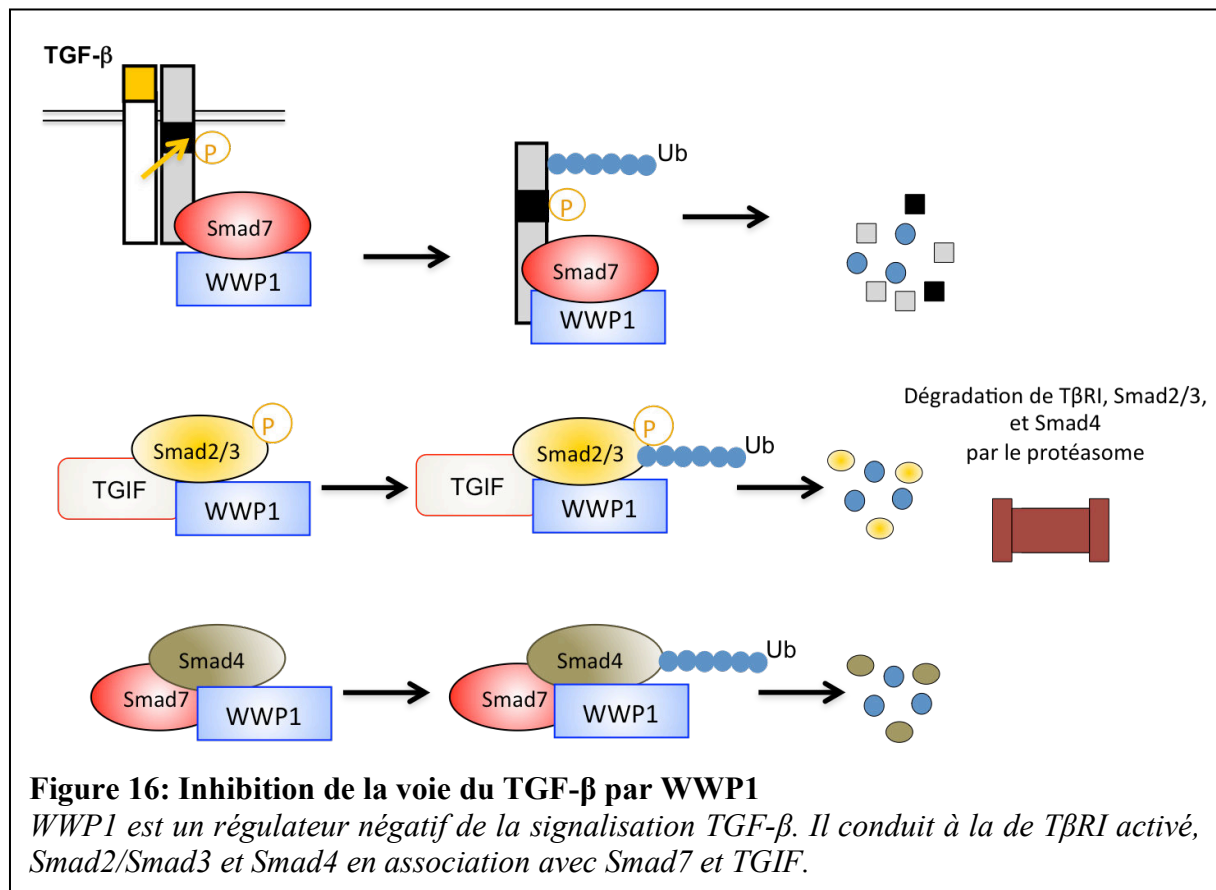 TGF-β
P
Smad7
WWP1
Ub
P
Smad7
WWP1
P
Smad2/3
TGIF
WWP1
P
Ub
Smad2/3
TGIF
WWP1
Dégradation de TβRI, Smad2/3,
et Smad4
par le protéasome
Smad4
Smad7
WWP1
Ub
Smad4
Smad7
WWP1
Figure 16: Inhibition de la voie du TGF-β par WWP1
WWP1 est un régulateur négatif de la signalisation TGF-β. Il conduit à la de TβRI activé,
Smad2/Smad3 et Smad4 en association avec Smad7 et TGIF.